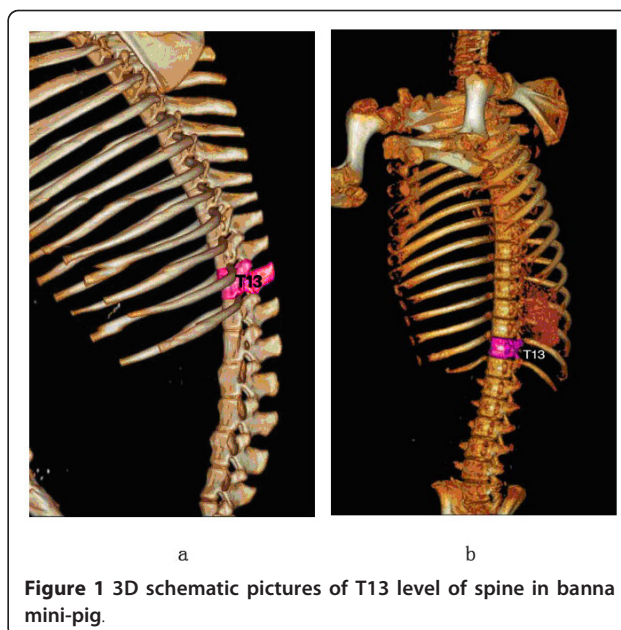 T13
T13
a b
Figure 1 3D schematic pictures of T13 level of spine in banna
mini-pig.